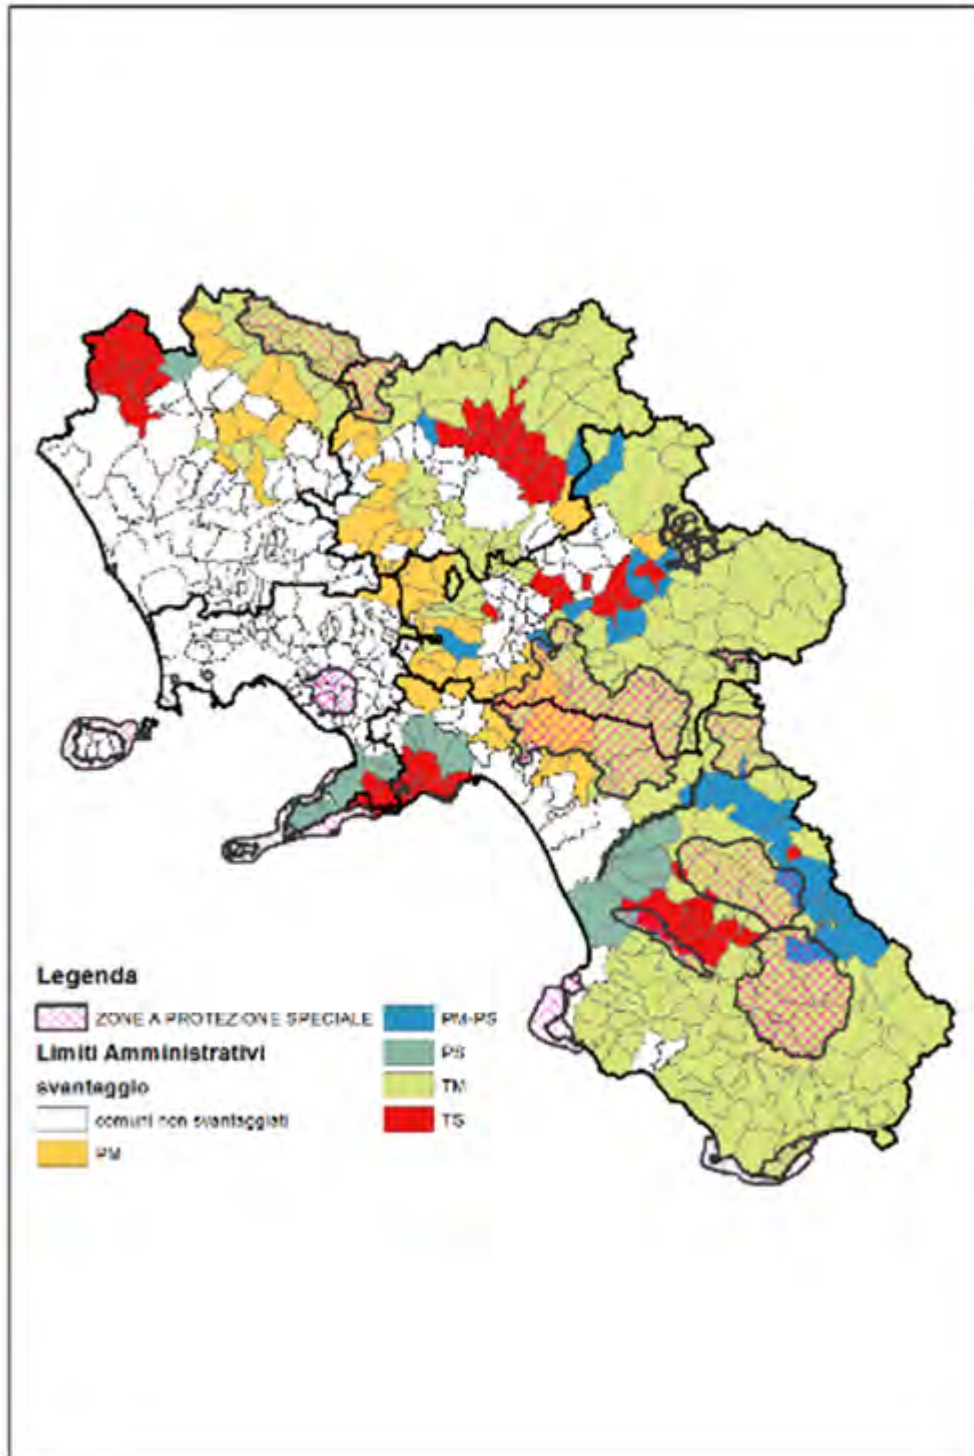 Legenda
ZONE A PROTEZIONE SPECIALE
Limiti Amministrativi
svantaggio
comuni non svantaggiati
PM
PM-PS
PS
TM
TS